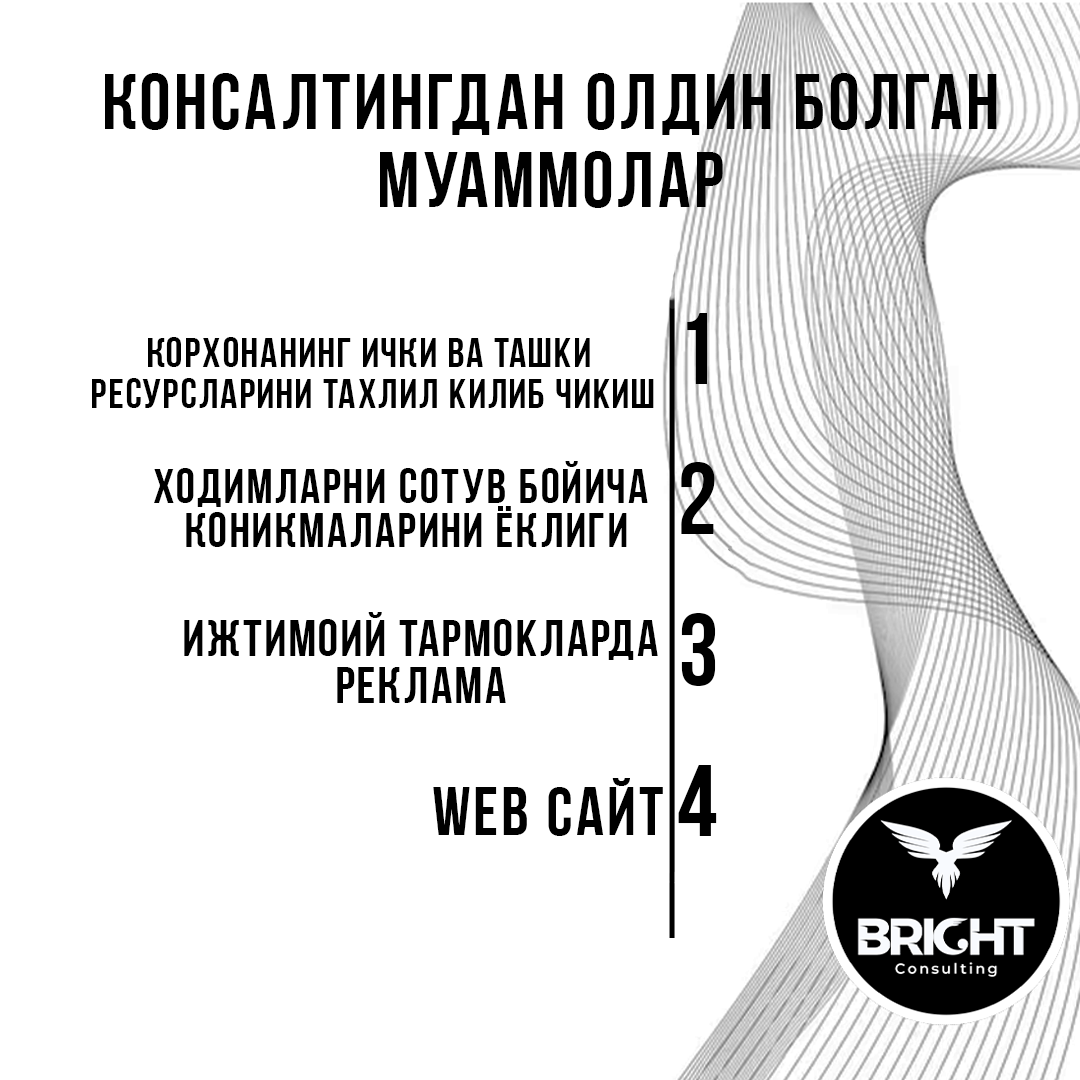 КОНСАЛТИНГДАН ОЛДИН БОЛГАН
МУАММОЛАР
1
КОРХОНАНИНГ ИЧКИ ВА ТАШКИ
РЕСУРСЛАРИНИ ТАХЛИЛ КИЛИБ ЧИКИШ
2
ХОДИМЛАРНИ СОТУВ БОЙИЧА
КОНИКМАЛАРИНИ ЁКЛИГИ
3
ИЖТИМОИЙ ТАРМОКЛАРДА
РЕКЛАМА
4
WEB САЙТ
BRIGHT
Consulting